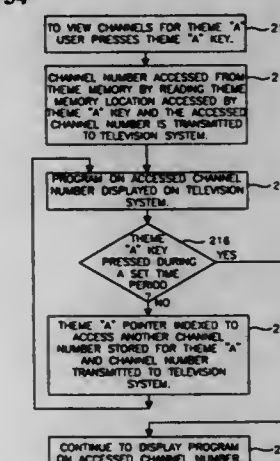 TO VIEW CHANNELS FOR THEME "A"
USER PRESSES THEME "A" KEY.
CHANNEL NUMBER ACCESSED FROM
THEME MEMORY BY READING THEME
MEMORY LOCATION ACCESSED BY
THEME "A" KEY AND THE ACCESSED
CHANNEL NUMBER IS TRANSMITTED
TO TELEVISION SYSTEM.
PROGRAM ON ACCESSED CHANNEL
NUMBER DISPLAYED ON TELEVISION
SYSTEM.
THEME
"A" KEY
PRESSED DURING
A SET TIME
PERIOD
216
YES
NO
THEME "A" POINTER INDEXED TO
ACCESS ANOTHER CHANNEL
NUMBER STORED FOR THEME "A"
AND CHANNEL NUMBER
TRANSMITTED TO TELEVISION
SYSTEM.
CONTINUE TO DISPLAY PROGRAM
ON ACCESSED CHANNEL NUMBER